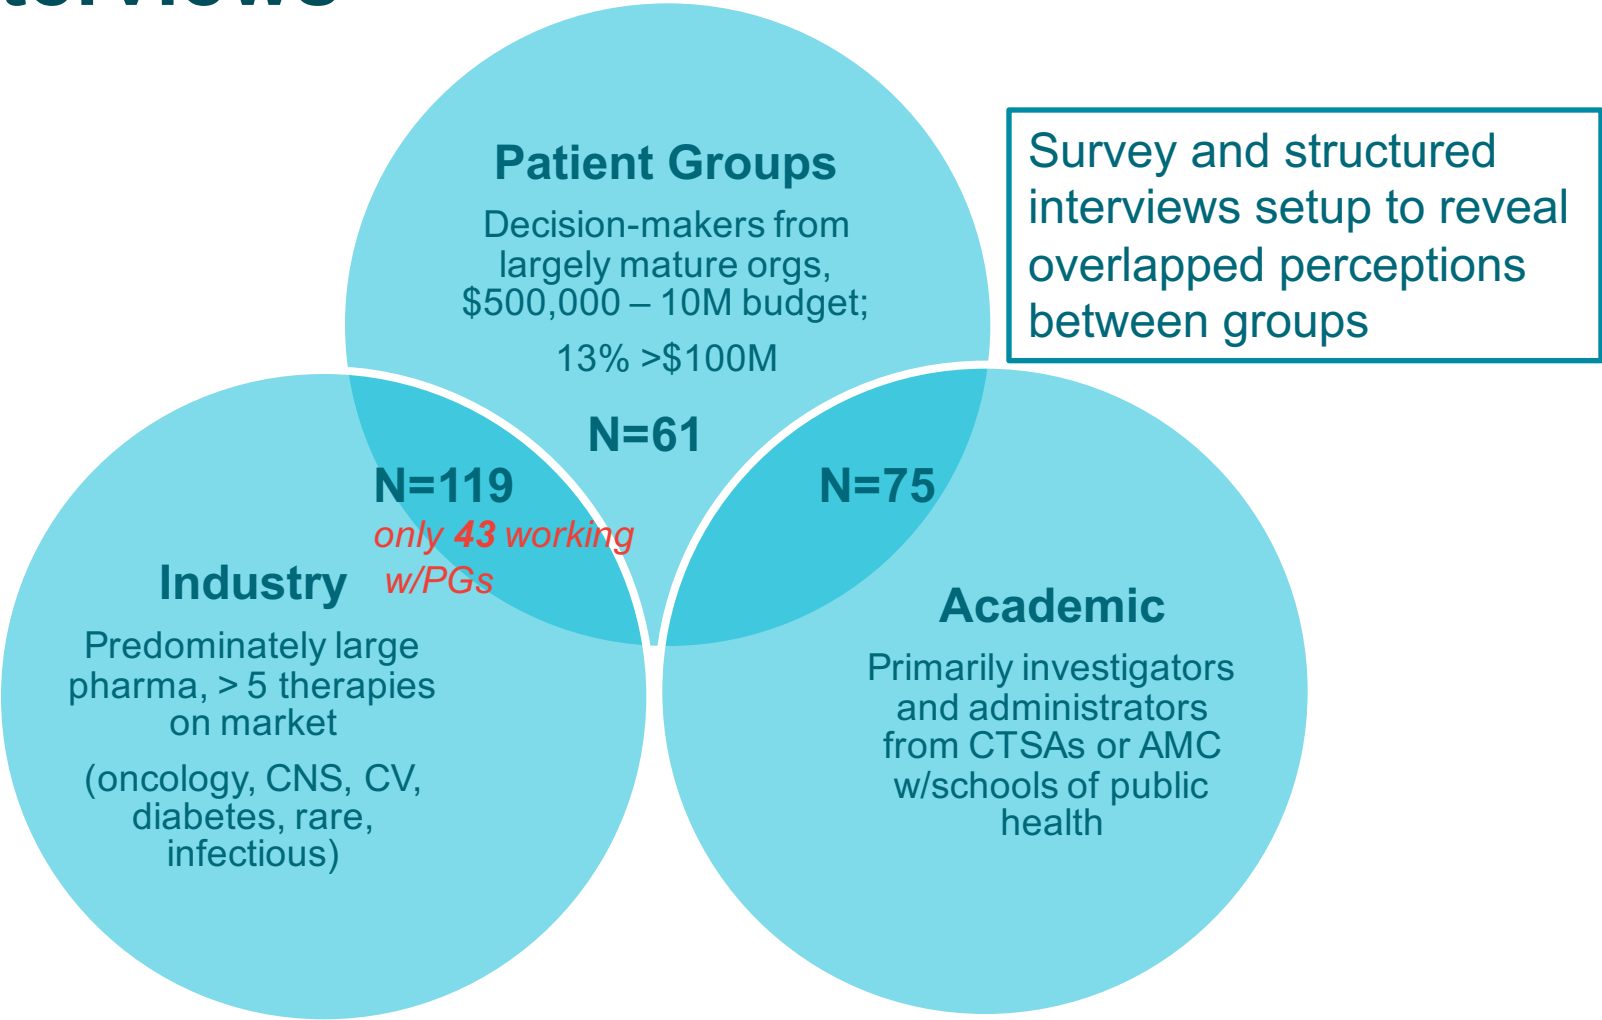 Patient Groups
Decision-makers from
largely mature orgs,
$500,000 – 10M budget;
13% >$100M
N=61
Survey and structured
interviews setup to reveal
overlapped perceptions
between groups
N=119
only 43 working
w/PGs
Industry
Predominately large
pharma, > 5 therapies
on market
(oncology, CNS, CV,
diabetes, rare,
infectious)
N=75
Academic
Primarily investigators
and administrators
from CTSAs or AMC
w/schools of public
health